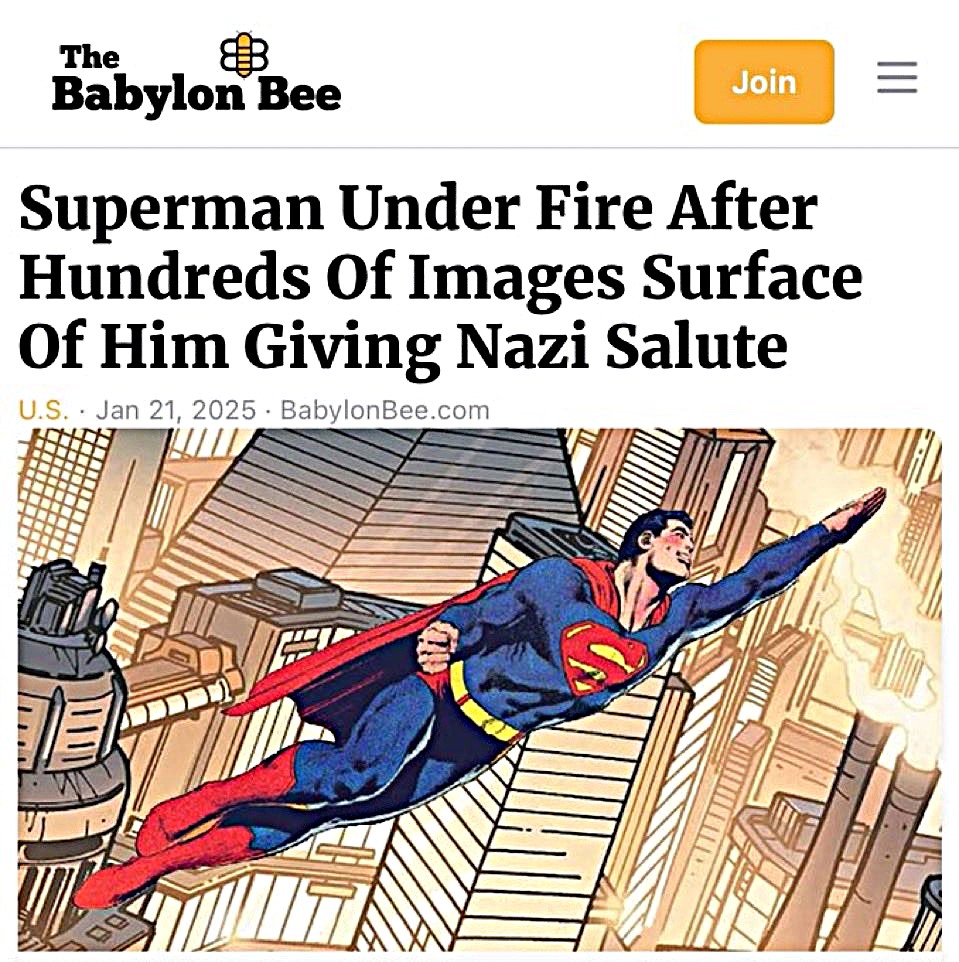 The
Babylon Bee
Join
Superman Under Fire After
Hundreds Of Images Surface
Of Him Giving Nazi Salute
U.S. · Jan 21, 2025 · BabylonBee.com
S